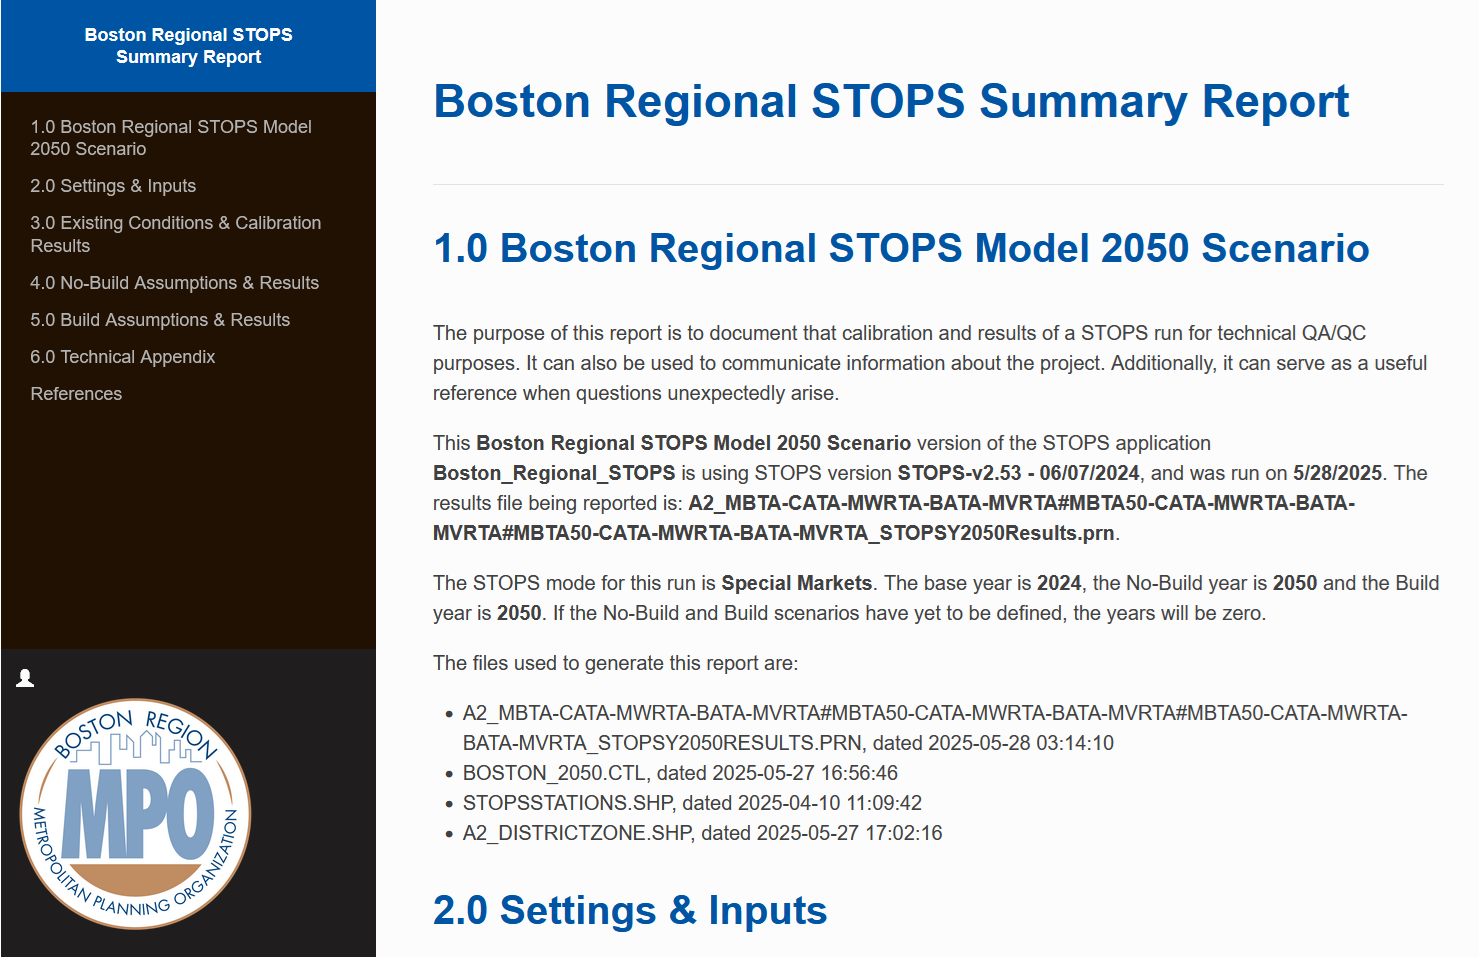 Boston Regional STOPS
Summary Report
1.0 Boston Regional STOPS Model
2050 Scenario
2.0 Settings & Inputs
3.0 Existing Conditions & Calibration
Results
4.0 No-Build Assumptions & Results
5.0 Build Assumptions & Results
6.0 Technical Appendix
References
BOSTON REGION
MPO
METROPOLITAN PLANNING ORGANIZATION
Boston Regional STOPS Summary Report
1.0 Boston Regional STOPS Model 2050 Scenario
The purpose of this report is to document that calibration and results of a STOPS run for technical QA/QC
purposes. It can also be used to communicate information about the project. Additionally, it can serve as a useful
reference when questions unexpectedly arise.
This Boston Regional STOPS Model 2050 Scenario version of the STOPS application
Boston_Regional_STOPS is using STOPS version STOPS-v2.53 - 06/07/2024, and was run on 5/28/2025. The
results file being reported is: A2_MBTA-CATA-MWRTA-BATA-MVRTA#MBTA50-CATA-MWRTA-BATA-
MVRTA#MBTA50-CATA-MWRTA-BATA-MVRTA_STOPSY2050Results.prn.
The STOPS mode for this run is Special Markets. The base year is 2024, the No-Build year is 2050 and the Build
year is 2050. If the No-Build and Build scenarios have yet to be defined, the years will be zero.
The files used to generate this report are:
• A2_MBTA-CATA-MWRTA-BATA-MVRTA#MBTA50-CATA-MWRTA-BATA-MVRTA#MBTA50-CATA-MWRTA-
BATA-MVRTA_STOPSY2050RESULTS.PRN, dated 2025-05-28 03:14:10
• BOSTON_2050.CTL, dated 2025-05-27 16:56:46
• STOPSSTATIONS.SHP, dated 2025-04-10 11:09:42
• A2_DISTRICTZONE.SHP, dated 2025-05-27 17:02:16
2.0 Settings & Inputs